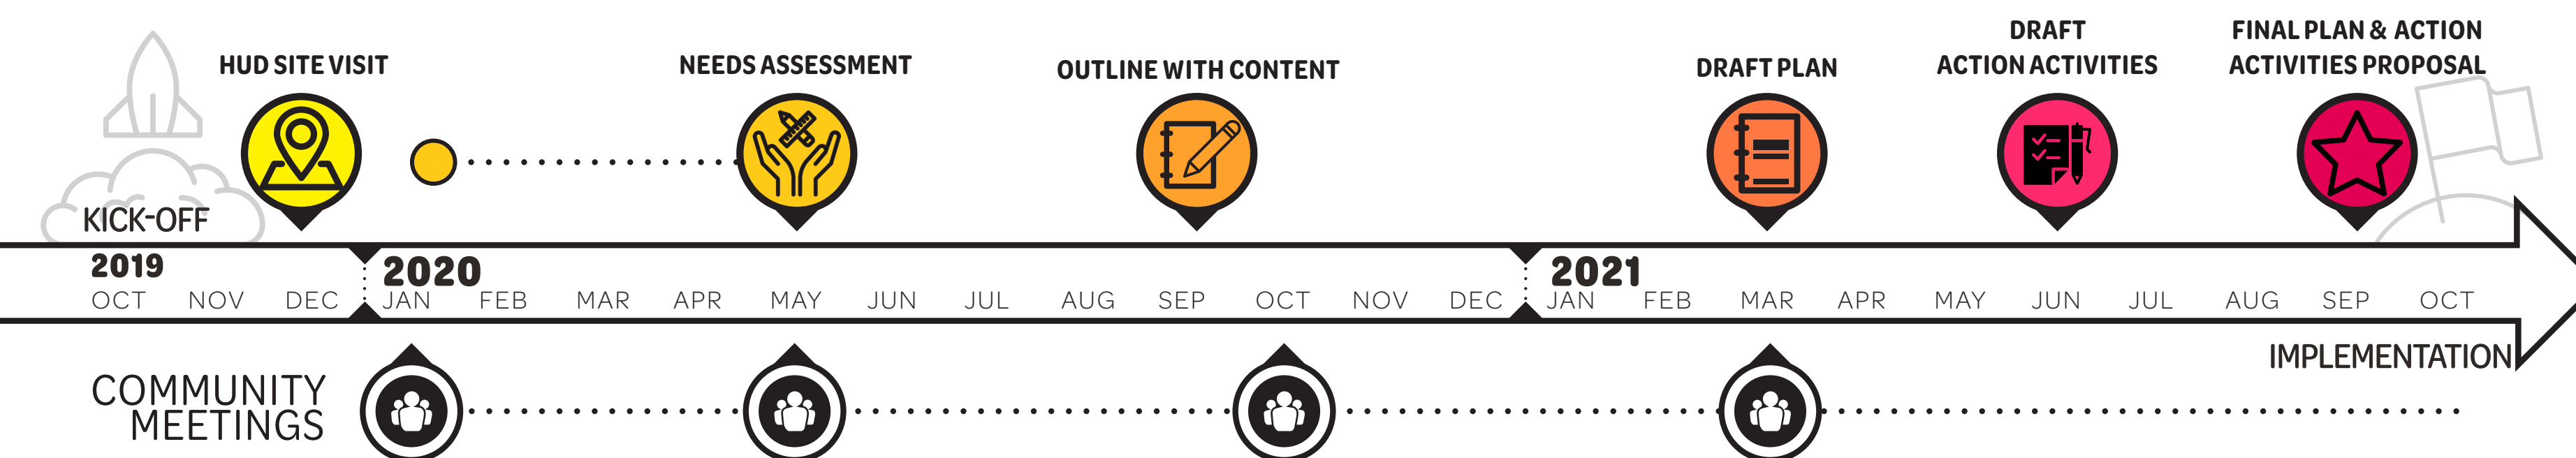 HUD SITE VISIT
NEEDS ASSESSMENT
OUTLINE WITH CONTENT
DRAFT PLAN
DRAFT
ACTION ACTIVITIES
FINAL PLAN & ACTION
ACTIVITIES PROPOSAL
KICK-OFF
2019
2020
2021
OCT NOV DEC JAN FEB MAR APR MAY JUN JUL AUG SEP OCT NOV DEC JAN FEB MAR APR MAY JUN JUL AUG SEP OCT
IMPLEMENTATION
COMMUNITY
MEETINGS